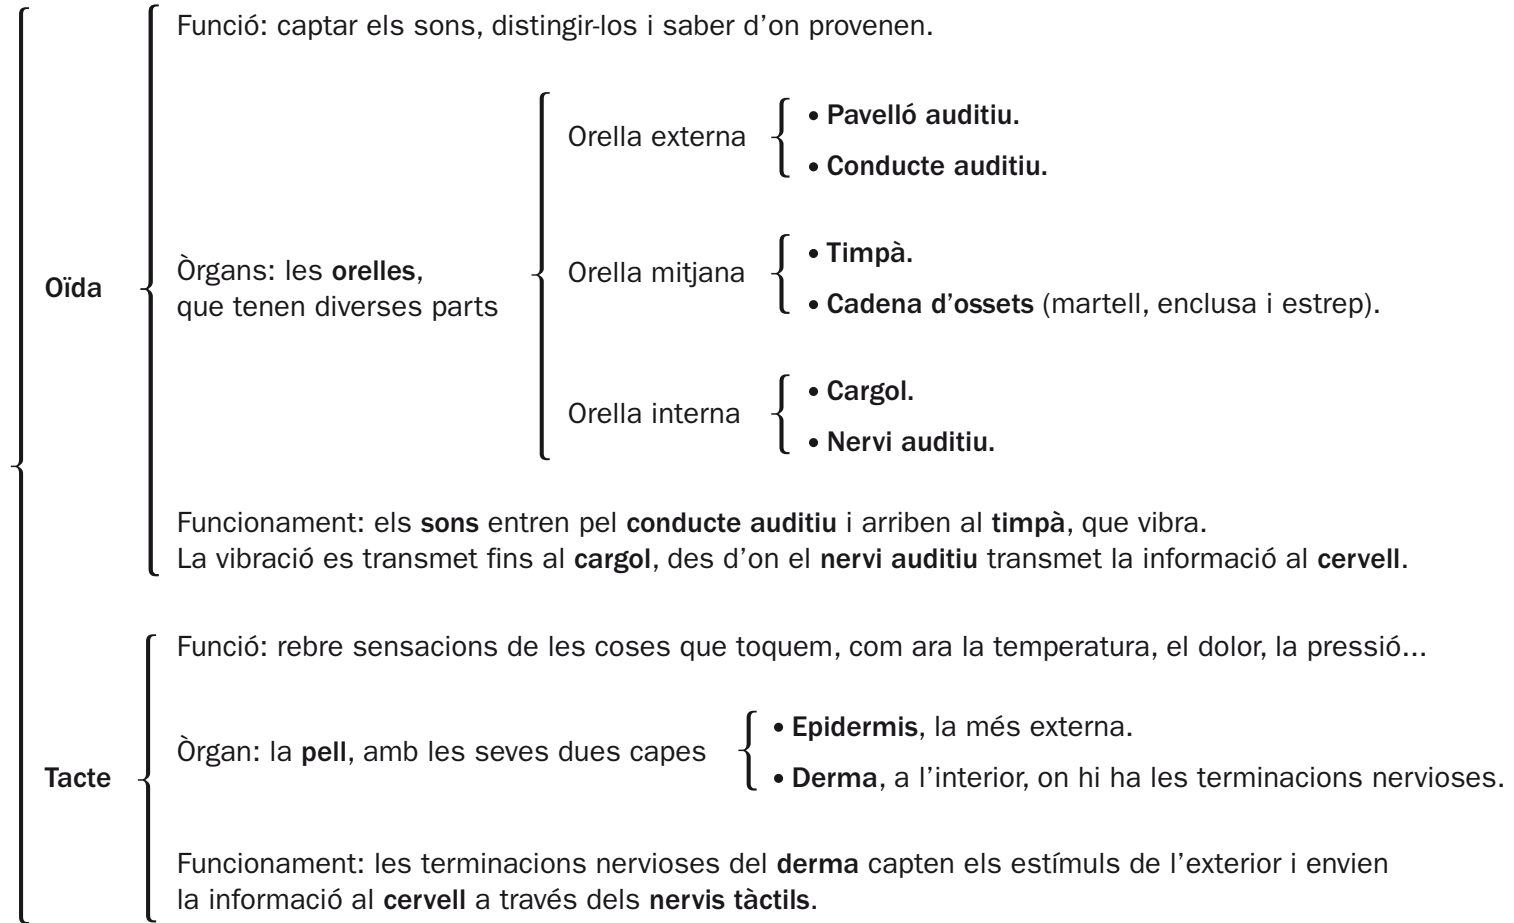 Funció: captar els sons, distingir-los i saber d’on provenen.
Oïda
Òrgans: les orelles,
que tenen diverses parts
Orella externa
• Pavelló auditiu.
• Conducte auditiu.
Orella mitjana
• Timpà.
• Cadena d’ossets (martell, enclusa i estrep).
Orella interna
• Cargol.
• Nervi auditiu.
Funcionament: els sons entren pel conducte auditiu i arriben al timpà, que vibra.
La vibració es transmet fins al cargol, des d’on el nervi auditiu transmet la informació al cervell.
Tacte
Funció: rebre sensacions de les coses que toquem, com ara la temperatura, el dolor, la pressió...
Òrgan: la pell, amb les seves dues capes
• Epidermis, la més externa.
• Derma, a l’interior, on hi ha les terminacions nervioses.
Funcionament: les terminacions nervioses del derma capten els estímuls de l’exterior i envien
la informació al cervell a través dels nervis tàctils.